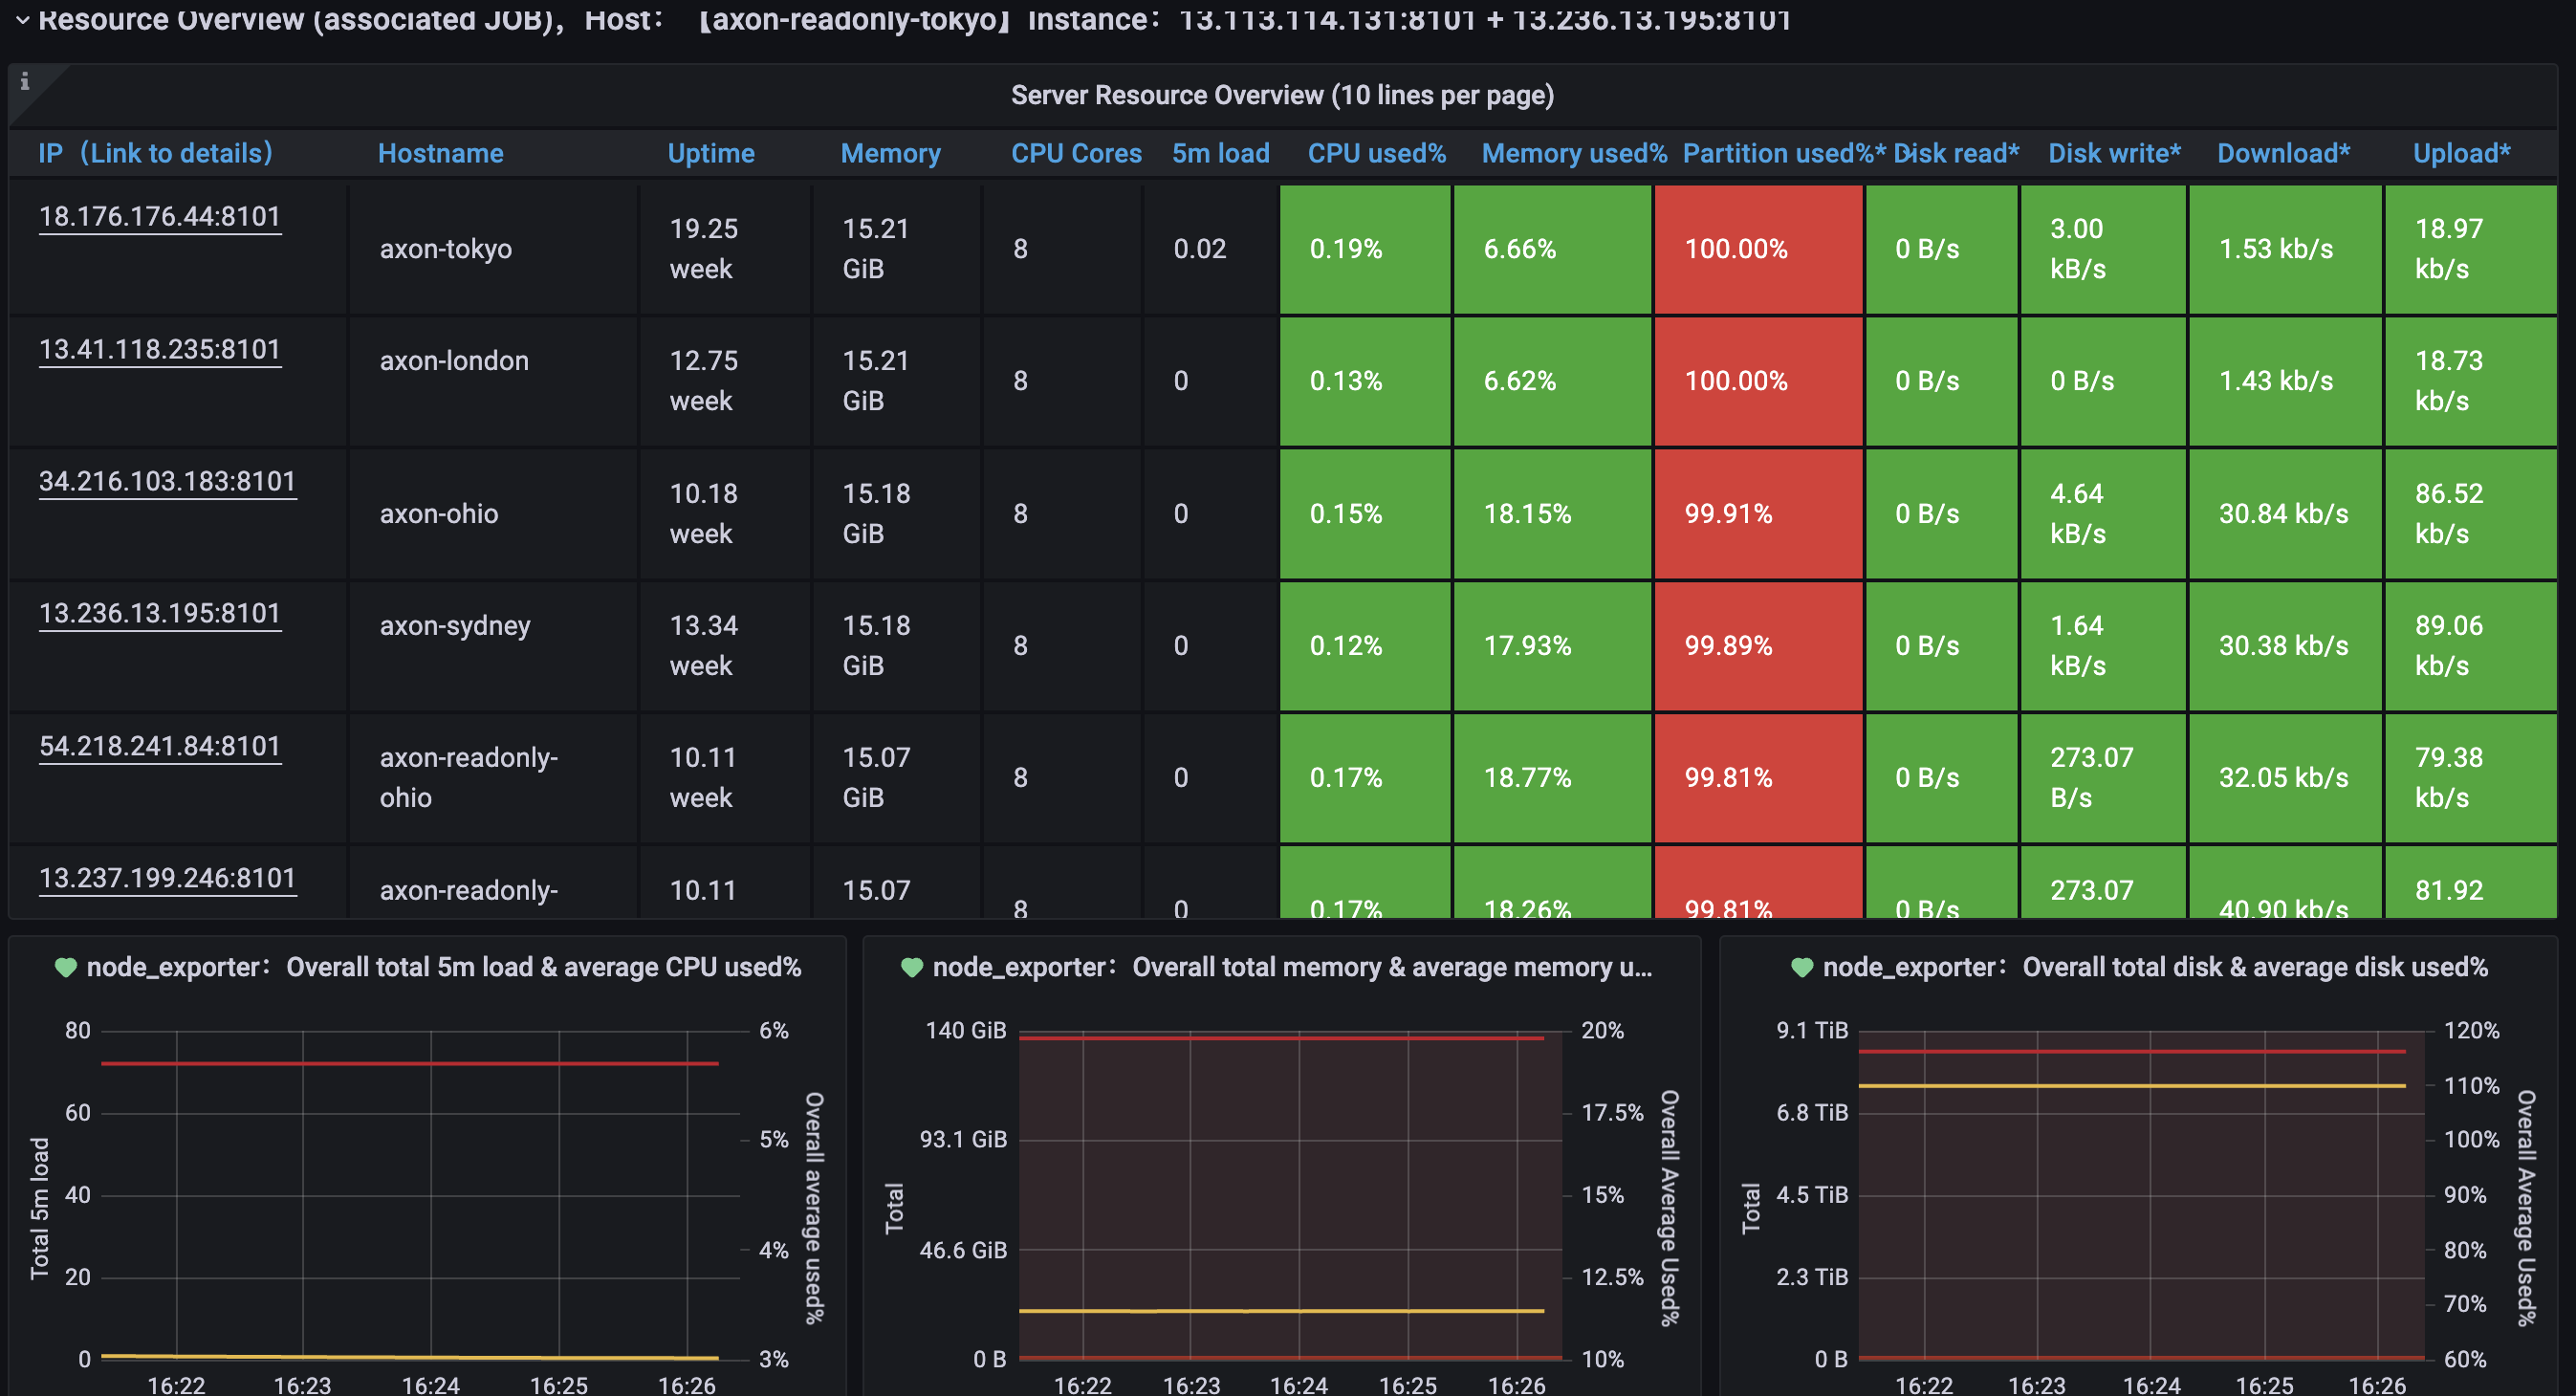 Resource Overview (associated JOB)，Host：【axon-readonly-tokyo】Instance：13.113.114.131:8101 + 13.236.13.195:8101
i
Server Resource Overview (10 lines per page)
IP（Link to details） Hostname Uptime Memory CPU Cores 5m load CPU used% Memory used% Partition used%* Disk read* Disk write* Download* Upload*
18.176.176.44:8101 axon-tokyo 19.25 week 15.21 GiB 8 0.02 0.19% 6.66% 100.00% 0 B/s 3.00 kB/s 1.53 kb/s 18.97 kb/s
13.41.118.235:8101 axon-london 12.75 week 15.21 GiB 8 0 0.13% 6.62% 100.00% 0 B/s 0 B/s 1.43 kb/s 18.73 kb/s
34.216.103.183:8101 axon-ohio 10.18 week 15.18 GiB 8 0 0.15% 18.15% 99.91% 0 B/s 4.64 kB/s 30.84 kb/s 86.52 kb/s
13.236.13.195:8101 axon-sydney 13.34 week 15.18 GiB 8 0 0.12% 17.93% 99.89% 0 B/s 1.64 kB/s 30.38 kb/s 89.06 kb/s
54.218.241.84:8101 axon-readonly-ohio 10.11 week 15.07 GiB 8 0 0.17% 18.77% 99.81% 0 B/s 273.07 B/s 32.05 kb/s 79.38 kb/s
13.237.199.246:8101 axon-readonly- 10.11 15.07 8 0 0.17% 18.26% 99.81% 0 B/s 273.07 40.90 kb/s 81.92
node_exporter：Overall total 5m load & average CPU used%
80
60
40
20
0
Total 5m load
6%
5%
4%
3%
Overall average used%
16:22 16:23 16:24 16:25 16:26
node_exporter：Overall total memory & average memory u...
140 GiB
93.1 GiB
46.6 GiB
0 B
Total
20%
17.5%
15%
12.5%
10%
Overall Average Used%
16:22 16:23 16:24 16:25 16:26
node_exporter：Overall total disk & average disk used%
9.1 TiB
6.8 TiB
4.5 TiB
2.3 TiB
0 B
Total
120%
110%
100%
90%
80%
70%
60%
Overall Average Used%
16:22 16:23 16:24 16:25 16:26